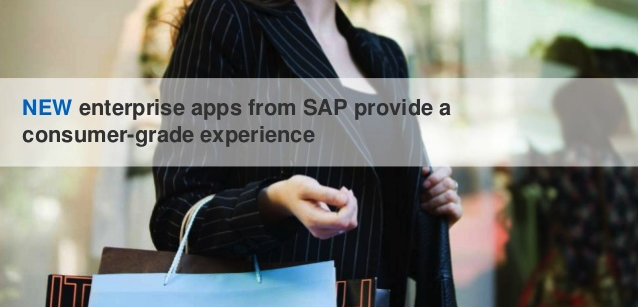 NEW enterprise apps from SAP provide a
consumer-grade experience